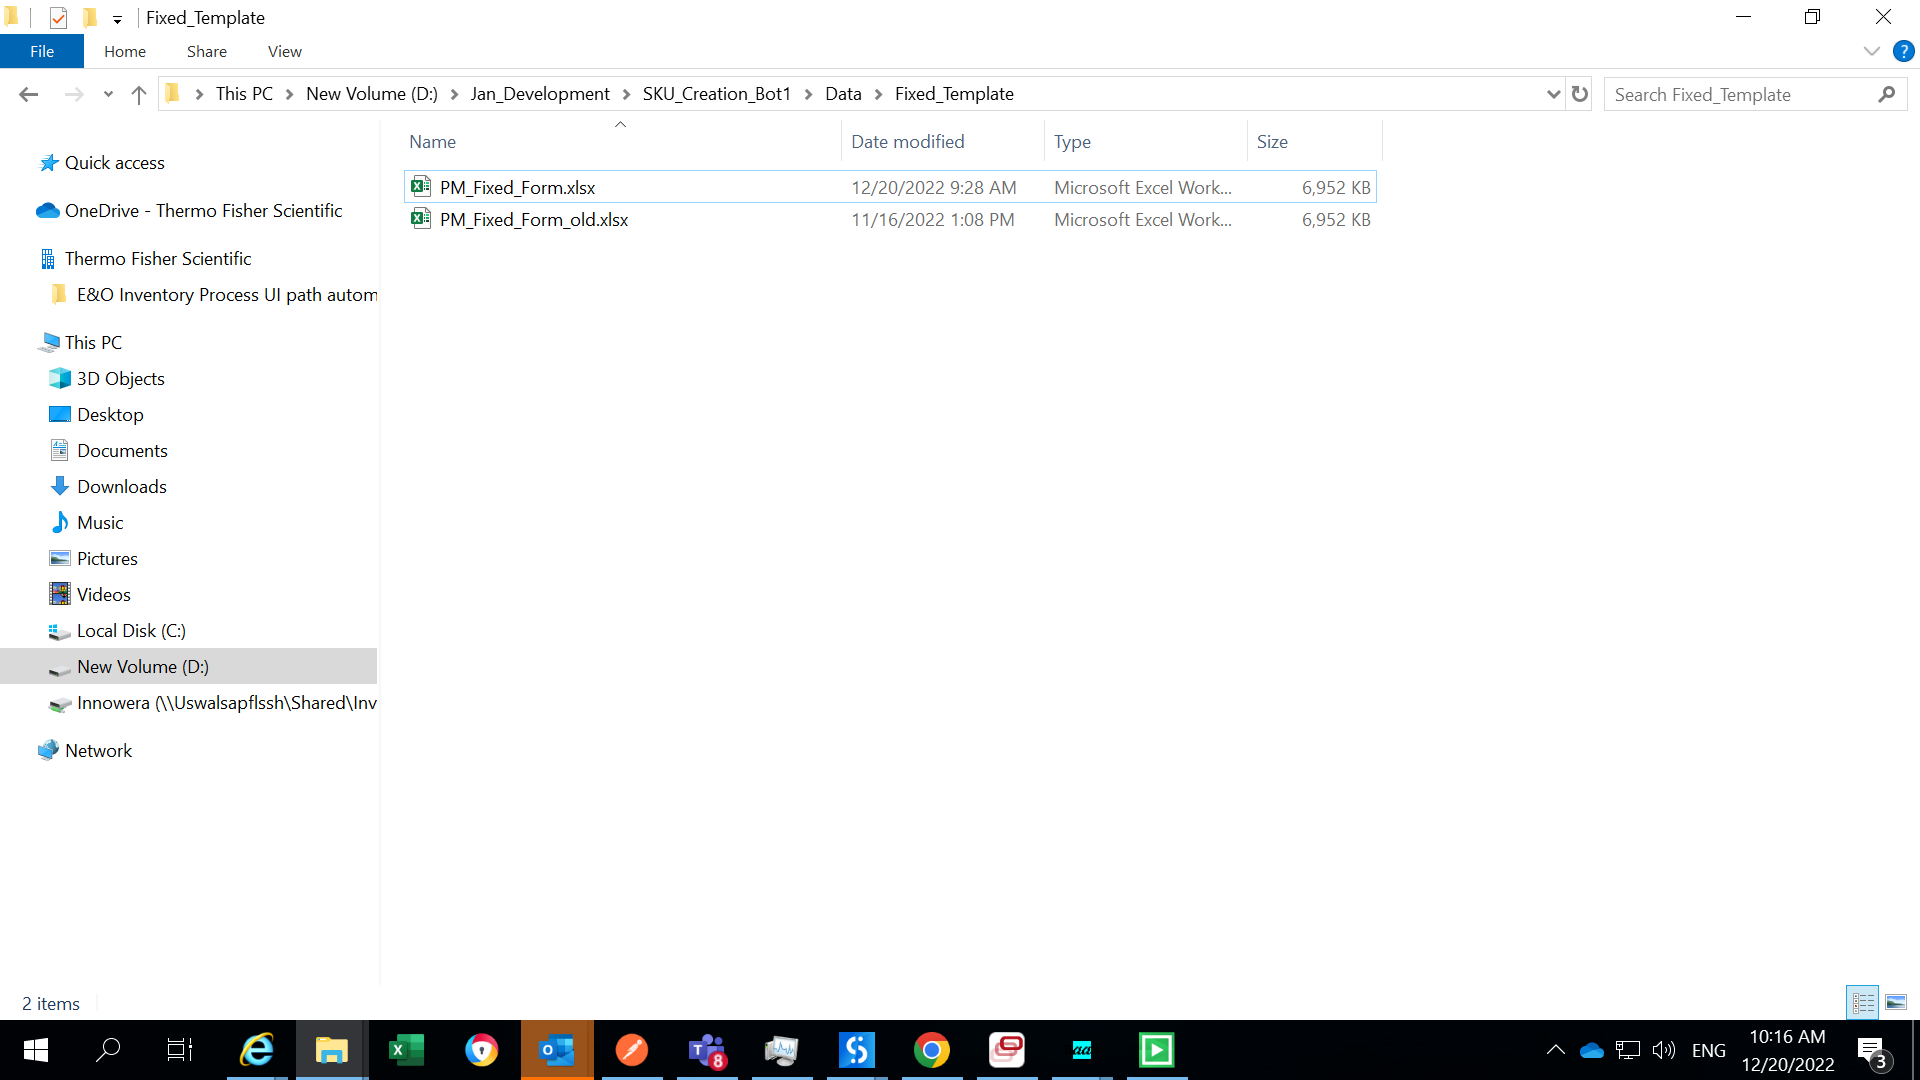 Fixed_Template
File Home Share View
This PC New Volume (D:) Jan_Development SKU_Creation_Bot1 Data Fixed_Template
Search Fixed_Template
Name Date modified Type Size
PM_Fixed_Form.xlsx 12/20/2022 9:28 AM Microsoft Excel Work... 6,952 KB
PM_Fixed_Form_old.xlsx 11/16/2022 1:08 PM Microsoft Excel Work... 6,952 KB
Quick access
OneDrive - Thermo Fisher Scientific
Thermo Fisher Scientific
E&O Inventory Process UI path autom
This PC
3D Objects
Desktop
Documents
Downloads
Music
Pictures
Videos
Local Disk (C:)
New Volume (D:)
Innowera (\\Uswalsapflssh\Shared\Inv
Network
2 items
8
aa
ENG
10:16 AM
12/20/2022
3